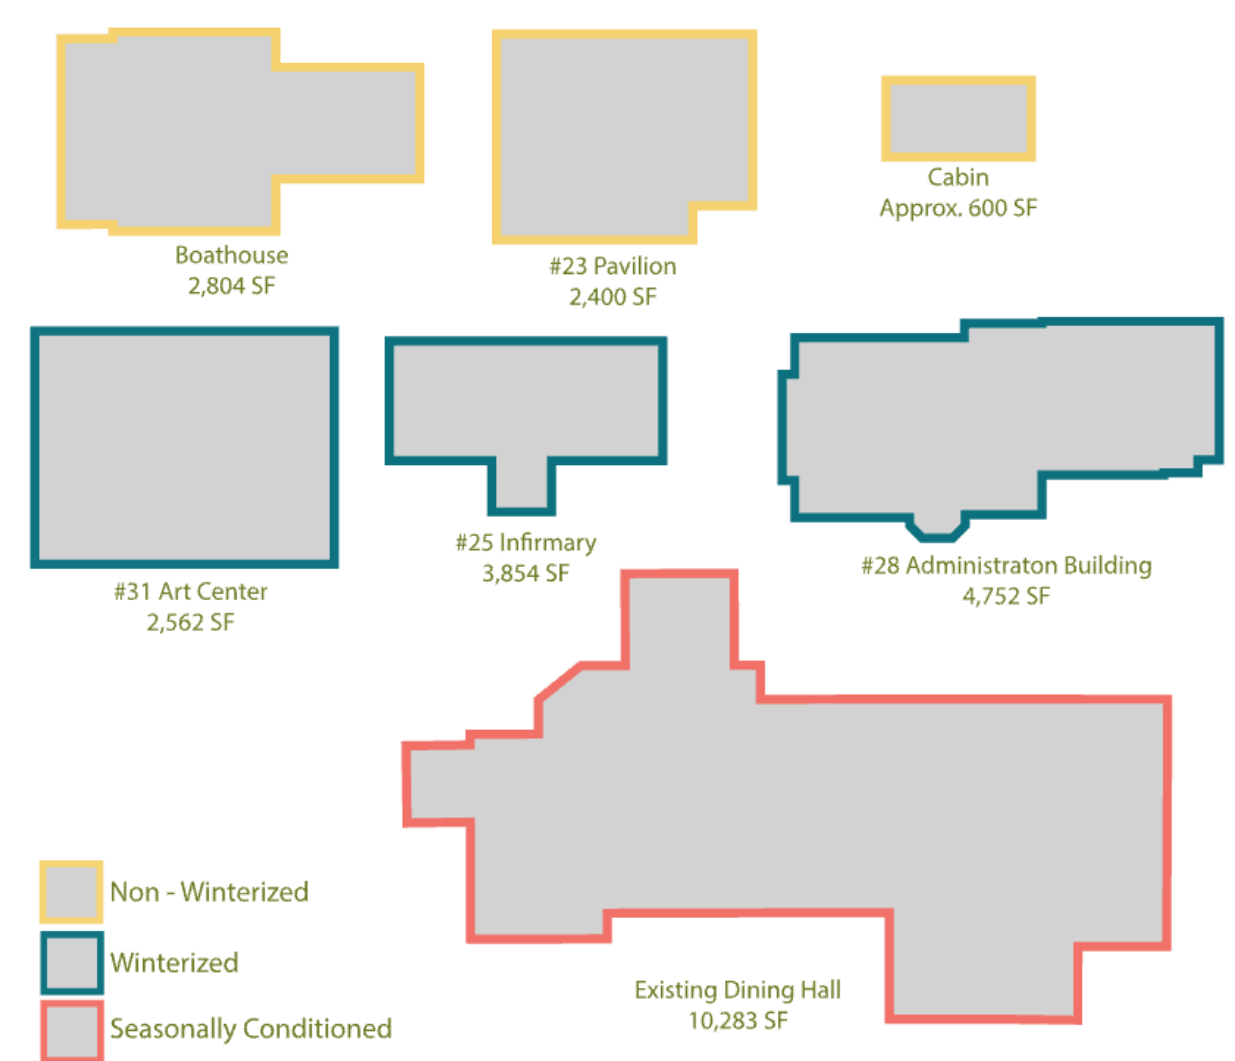 Boathouse
2,804 SF
#23 Pavilion
2,400 SF
Cabin
Approx. 600 SF
#31 Art Center
2,562 SF
#25 Infirmary
3,854 SF
#28 Administraton Building
4,752 SF
Existing Dining Hall
10,283 SF
Non - Winterized
Winterized
Seasonally Conditioned